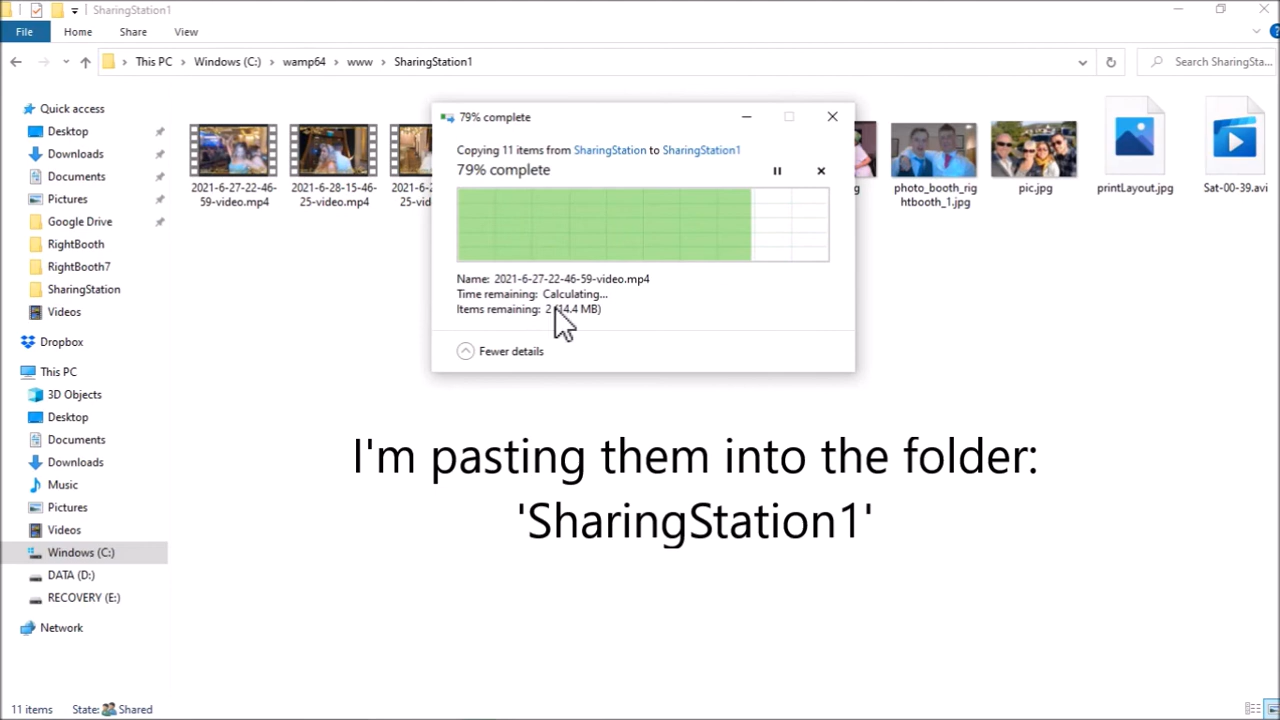 SharingStation1
File Home Share View
This PC Windows (C:) wamp64 www SharingStation1
Search SharingSta...
Quick access
Desktop
Downloads
Documents
Pictures
Google Drive
RightBooth
RightBooth7
SharingStation
Videos
Dropbox
This PC
3D Objects
Desktop
Documents
Downloads
Music
Pictures
Videos
Windows (C:)
DATA (D:)
RECOVERY (E:)
Network
2021-6-27-22-46-
59-video.mp4
2021-6-28-15-46-
25-video.mp4
photo_booth_rig
htbooth_1.jpg
pic.jpg
printLayout.jpg
Sat-00-39.avi
79% complete
Copying 11 items from SharingStation to SharingStation1
79% complete
Name: 2021-6-27-22-46-59-video.mp4
Time remaining: Calculating...
Items remaining: 2 (14.4 MB)
Fewer details
I'm pasting them into the folder:
'SharingStation1'
11 items State: Shared